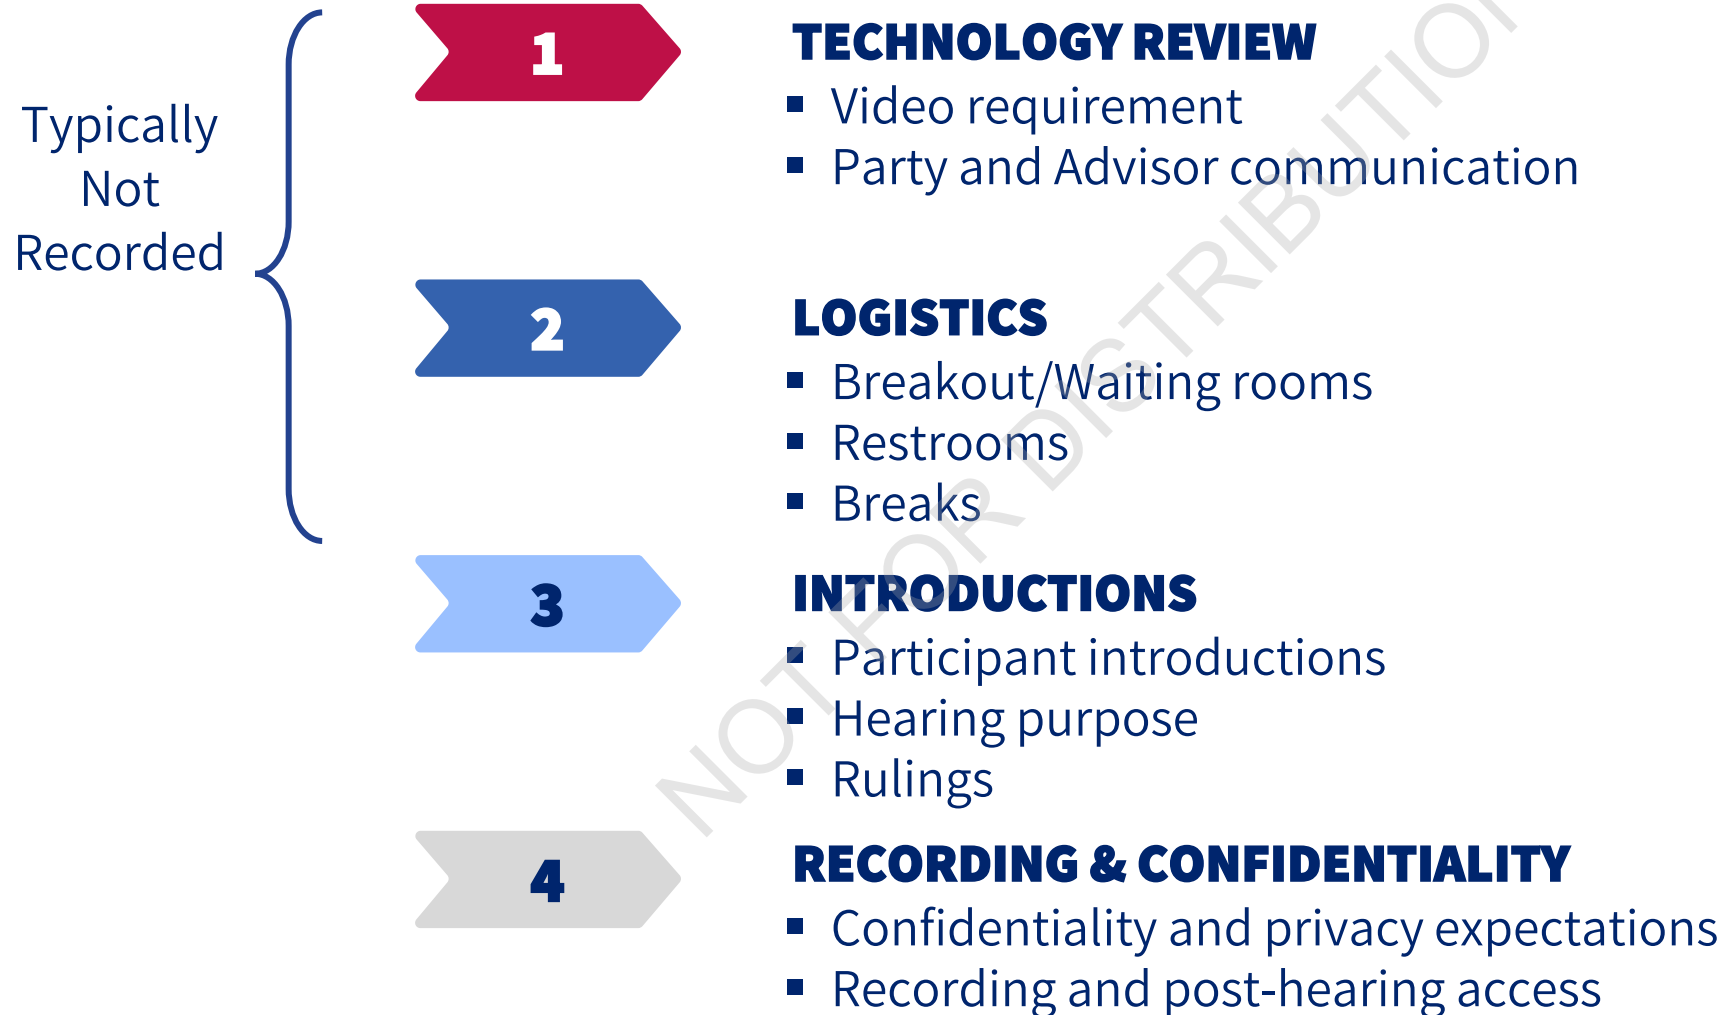 Typically
Not
Recorded
1
TECHNOLOGY REVIEW
▪ Video requirement
▪ Party and Advisor communication
2
LOGISTICS
▪ Breakout/Waiting rooms
▪ Restrooms
▪ Breaks
3
INTRODUCTIONS
▪ Participant introductions
▪ Hearing purpose
▪ Rulings
4
RECORDING & CONFIDENTIALITY
▪ Confidentiality and privacy expectations
▪ Recording and post-hearing access
NOT FOR DISTRIBUTION